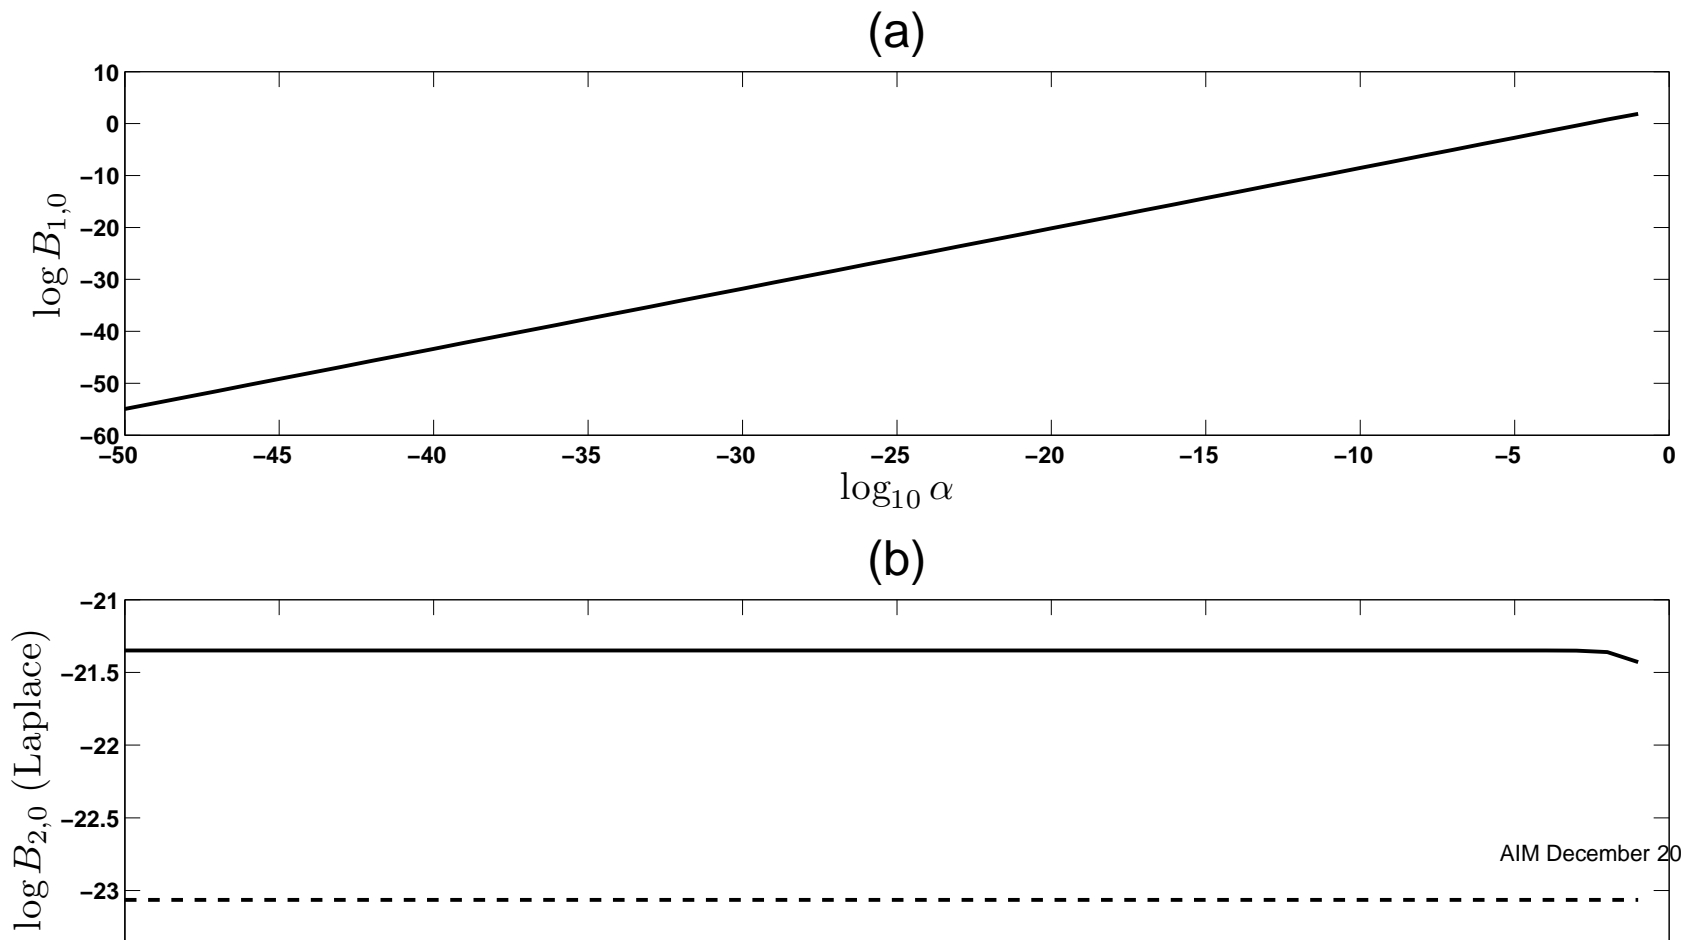 (a)
10
0
−10
−20
−30
−40
−50
−60
log B1,0
−50 −45 −40 −35 −30 −25 −20 −15 −10 −5 0
log10 α
(b)
−21
−21.5
−22
−22.5
−23
log B2,0 (Laplace)
AIM December 20